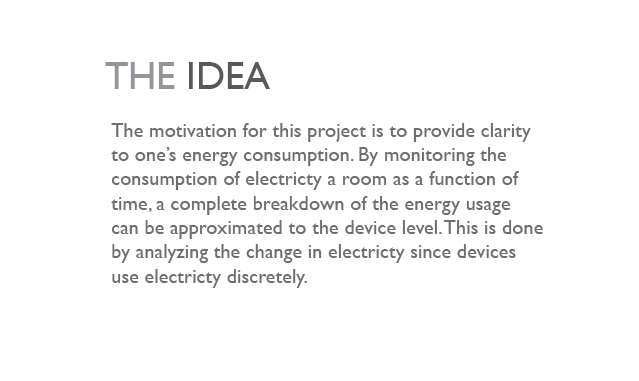 THE IDEA
The motivation for this project is to provide clarity
to one’s energy consumption. By monitoring the
consumption of electricty a room as a function of
time, a complete breakdown of the energy usage
can be approximated to the device level. This is done
by analyzing the change in electricty since devices
use electricty discretely.